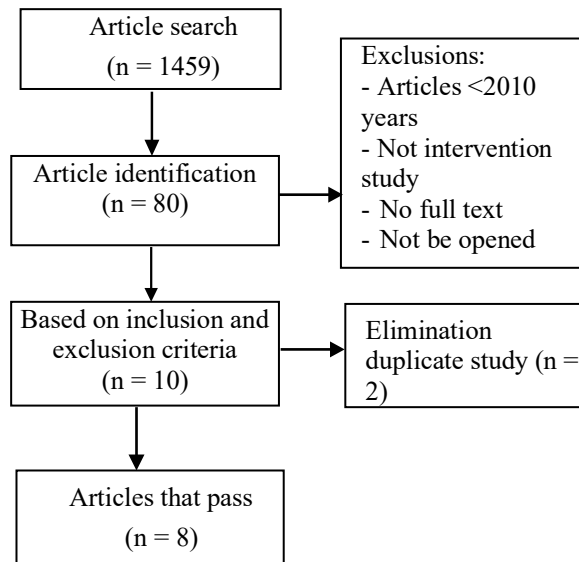 Article search
(n = 1459)
Exclusions:
- Articles <2010
years
- Not intervention
study
- No full text
- Not be opened
Article identification
(n = 80)
Based on inclusion and
exclusion criteria
(n = 10)
Elimination
duplicate study (n =
2)
Articles that pass
(n = 8)